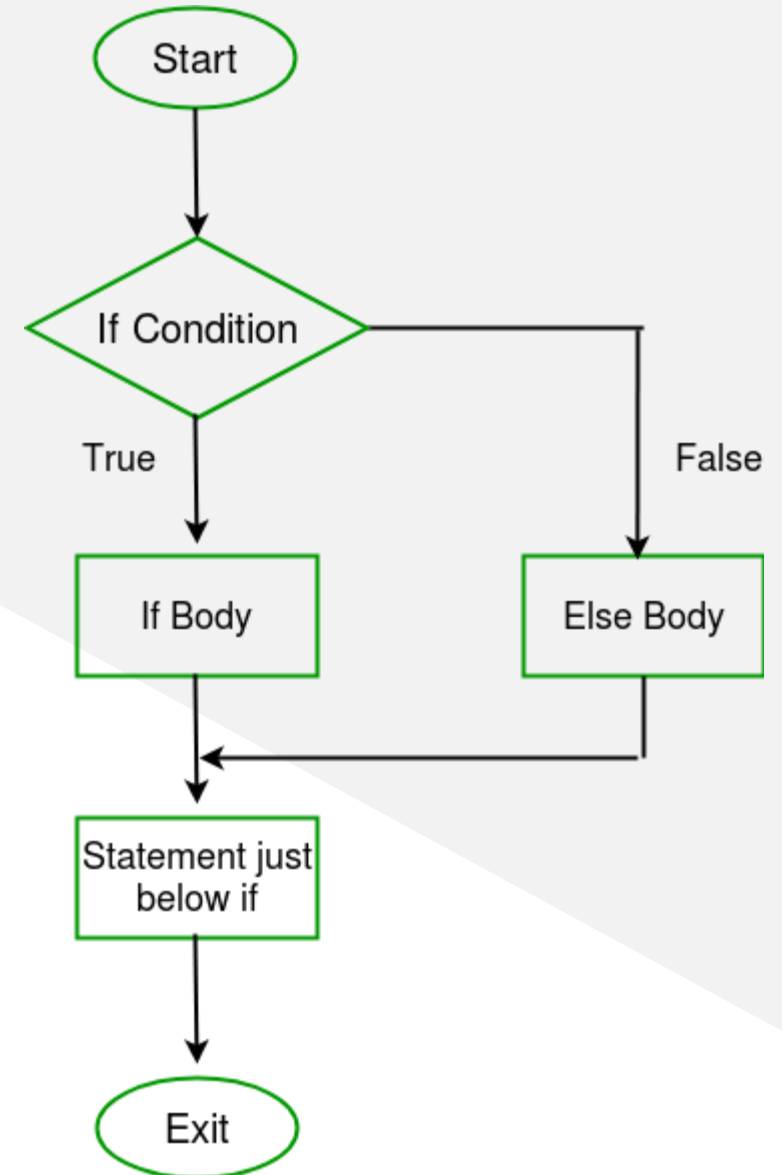 Start
If Condition
True
False
If Body
Else Body
Statement just
below if
Exit